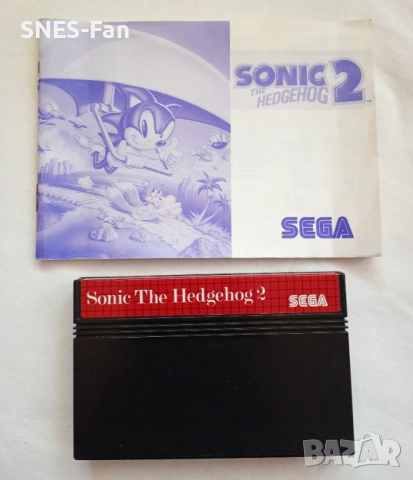 SNES-Fan
SONIC
THE
HEDGEHOG 2
SEGA
Sonic The Hedgehog 2 SEGA
BAZAR